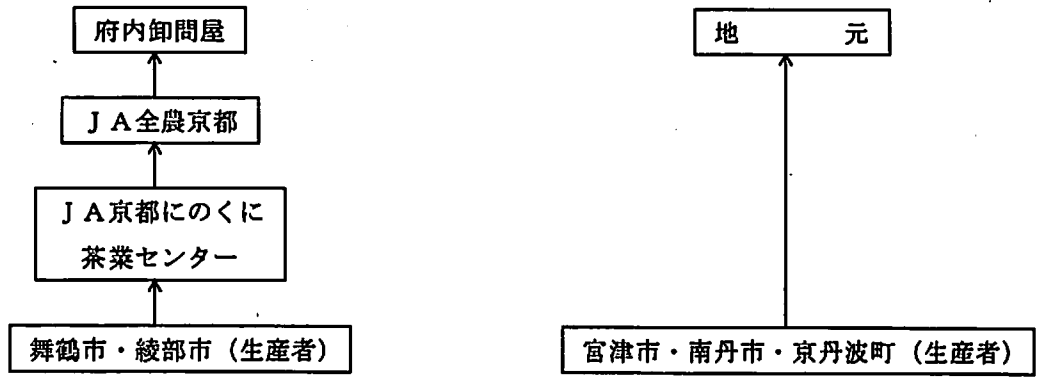 府内卸問屋
地　　　　元
ＪＡ全農京都
ＪＡ京都にのくに
茶業センター
舞鶴市・綾部市（生産者）
宮津市・南丹市・京丹波町（生産者）